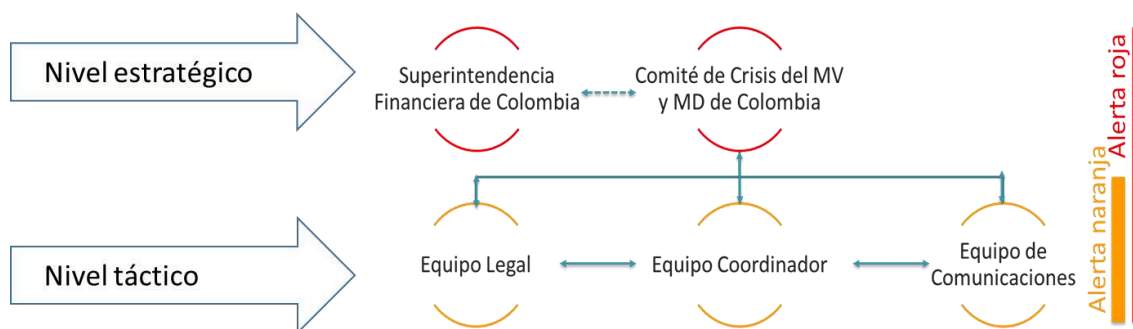 Nivel estratégico
Superintendencia
Financiera de Colombia
Comité de Crisis del MV
y MD de Colombia
Alerta roja
Alerta naranja
Nivel táctico
Equipo Legal
Equipo Coordinador
Equipo de
Comunicaciones